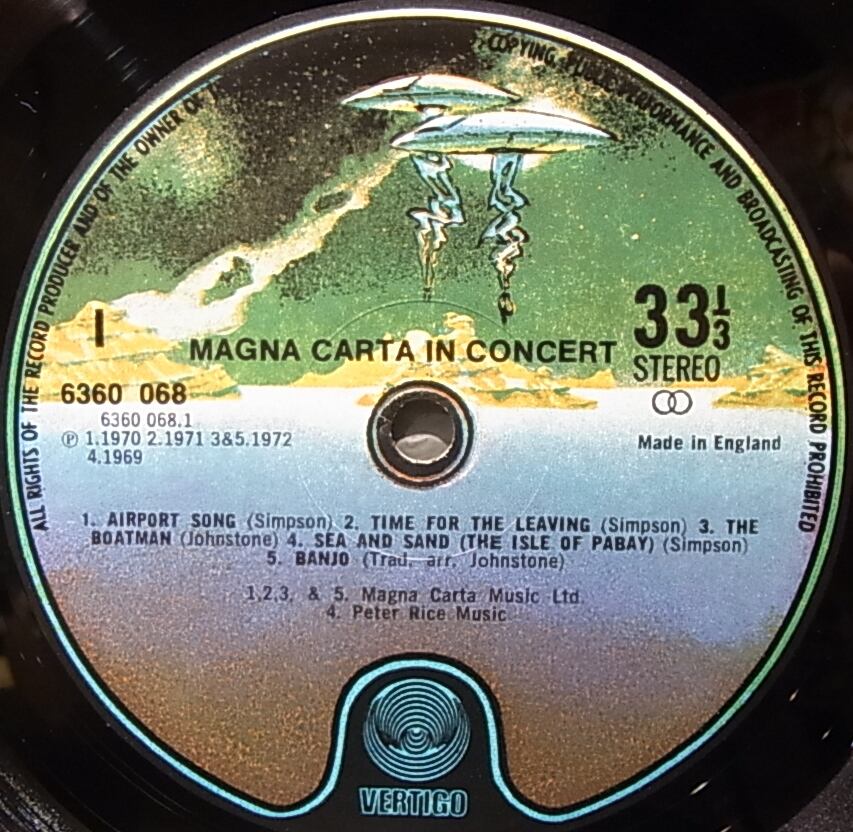 ALL RIGHTS OF THE RECORD PRODUCER AND OF THE OWNER OF
COPYING, PUBLIC PERFORMANCE AND BROADCASTING OF THIS RECORD PROHIBITED
I
MAGNA CARTA IN CONCERT
33⅓
STEREO
6360 068
6360 068.1
℗ 1.1970 2.1971 3&5.1972
4.1969
Made in England
1. AIRPORT SONG (Simpson) 2. TIME FOR THE LEAVING (Simpson) 3. THE
BOATMAN (Johnstone) 4. SEA AND SAND (THE ISLE OF PABAY) (Simpson)
5. BANJO (Trad. arr. Johnstone)
1,2,3, & 5. Magna Carta Music Ltd.
4. Peter Rice Music
VERTIGO